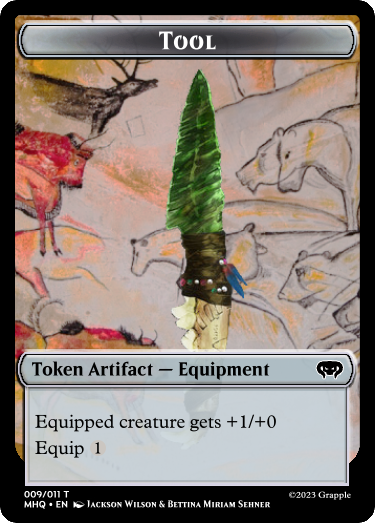 Tool
Token Artifact — Equipment
Equipped creature gets +1/+0
Equip 1
009/011 T
MHQ • EN Jackson Wilson & Bettina Miriam Sehner
©2023 Grapple